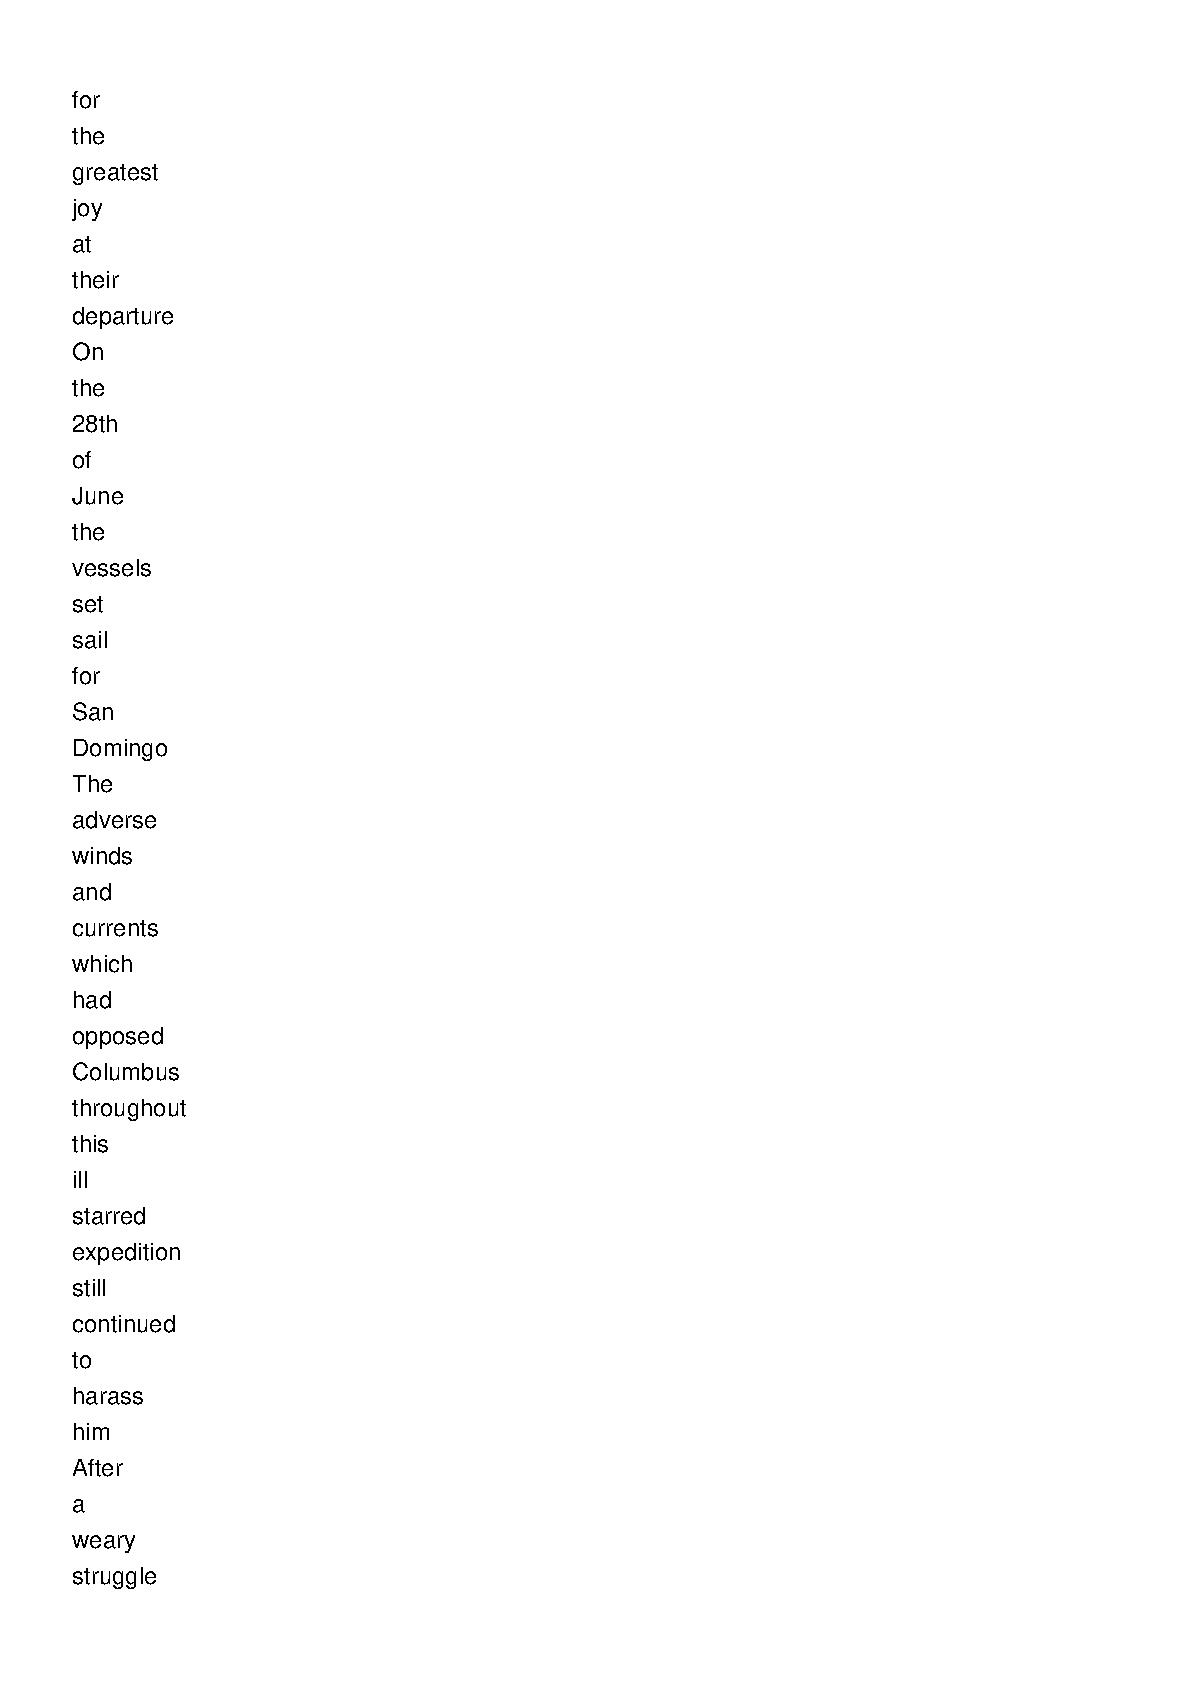 for
the
greatest
joy
at
their
departure
On
the
28th
of
June
the
vessels
set
sail
for
San
Domingo
The
adverse
winds
and
currents
which
had
opposed
Columbus
throughout
this
ill
starred
expedition
still
continued
to
harass
him
After
a
weary
struggle